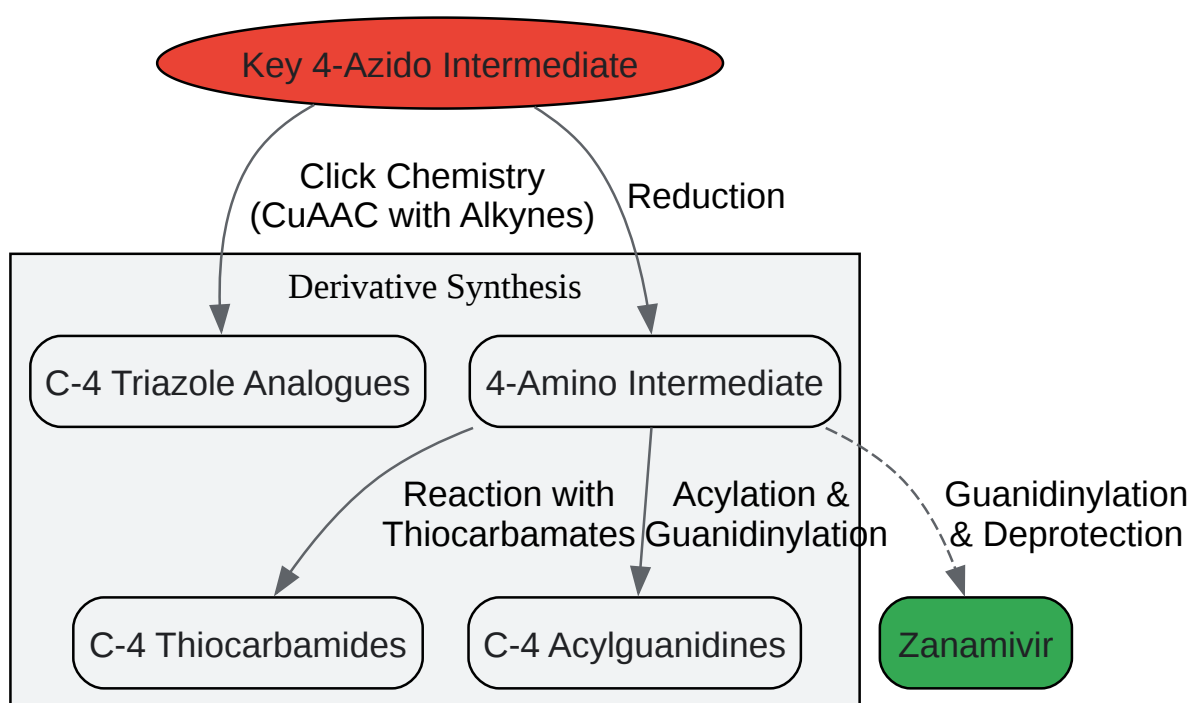 Key 4-Azido Intermediate
Click Chemistry
(CuAAC with Alkynes)
Reduction
Derivative Synthesis
C-4 Triazole Analogues
4-Amino Intermediate
Reaction with
Thiocarbamates
Acylation &
Guanidinylation
Guanidinylation
& Deprotection
C-4 Thiocarbamides
C-4 Acylguanidines
Zanamivir